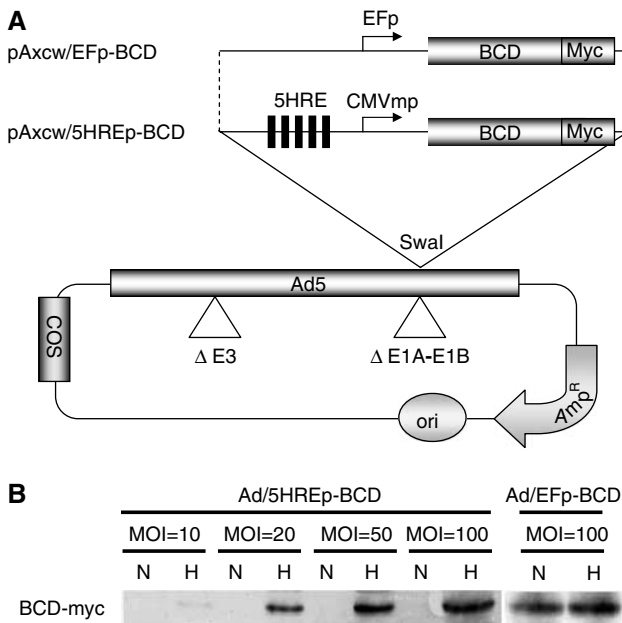 A
EFp
pAxcw/EFp-BCD
BCD Myc
5HRE CMVmp
pAxcw/5HREp-BCD
BCD Myc
SwaI
Ad5
COS
Δ E3
Δ E1A-E1B
Amp^R
ori
B
Ad/5HREp-BCD Ad/EFp-BCD
MOI=10 MOI=20 MOI=50 MOI=100 MOI=100
N H N H N H N H N H
BCD-myc